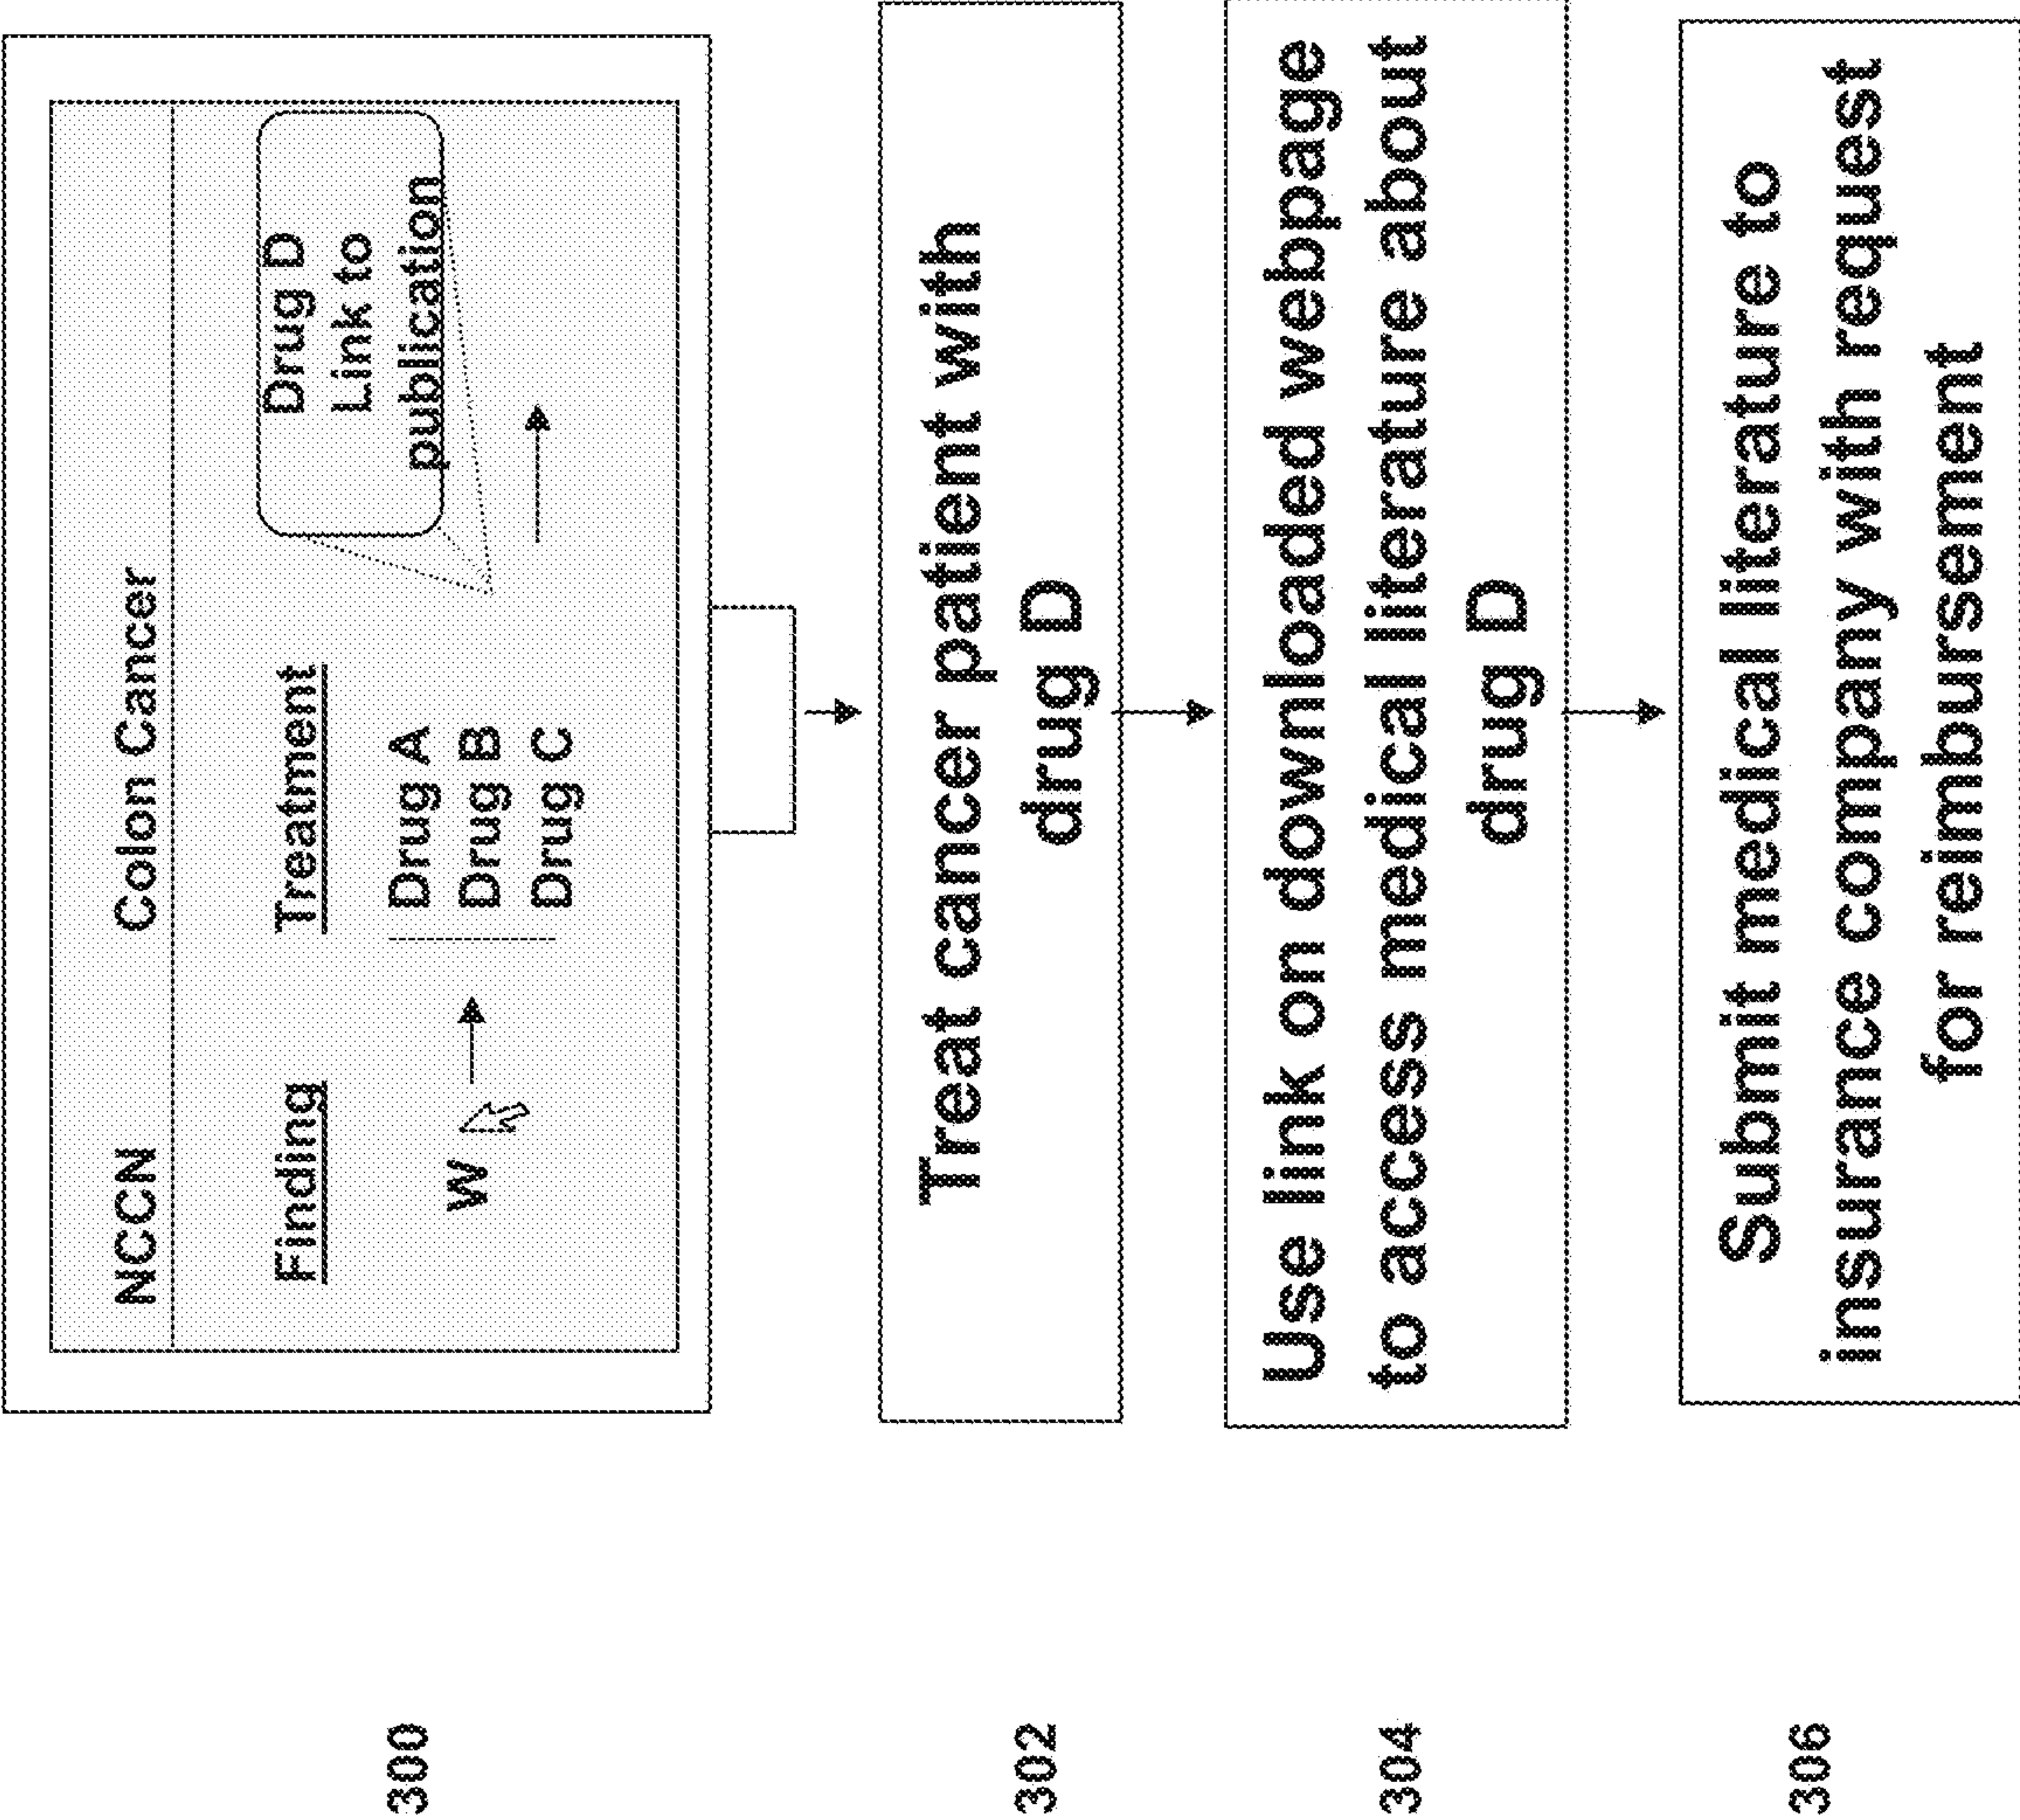 300
NCCN Colon Cancer
Finding Treatment
Drug D
Link to
publication
W
Drug A
Drug B
Drug C
302
Treat cancer patient with
drug D
304
Use link on downloaded webpage
to access medical literature about
drug D
306
Submit medical literature to
insurance company with request
for reimbursement